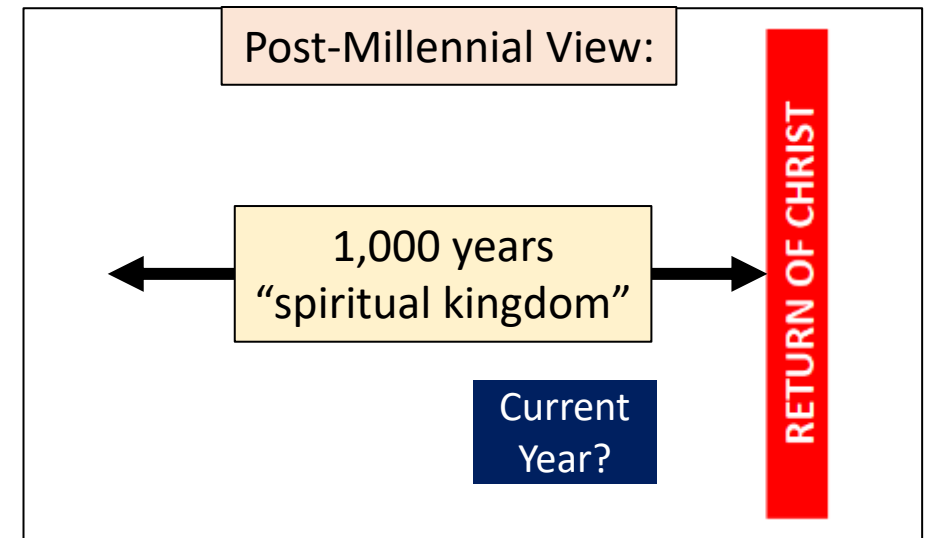 Post-Millennial View:
1,000 years
“spiritual kingdom”
Current
Year?
RETURN OF CHRIST